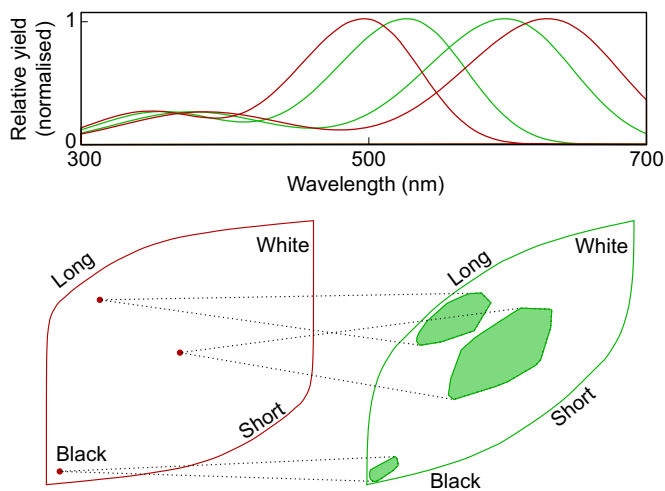 Relative yield
(normalised)
1
0
300
500
700
Wavelength (nm)
Long
White
Short
Black
Long
White
Short
Black